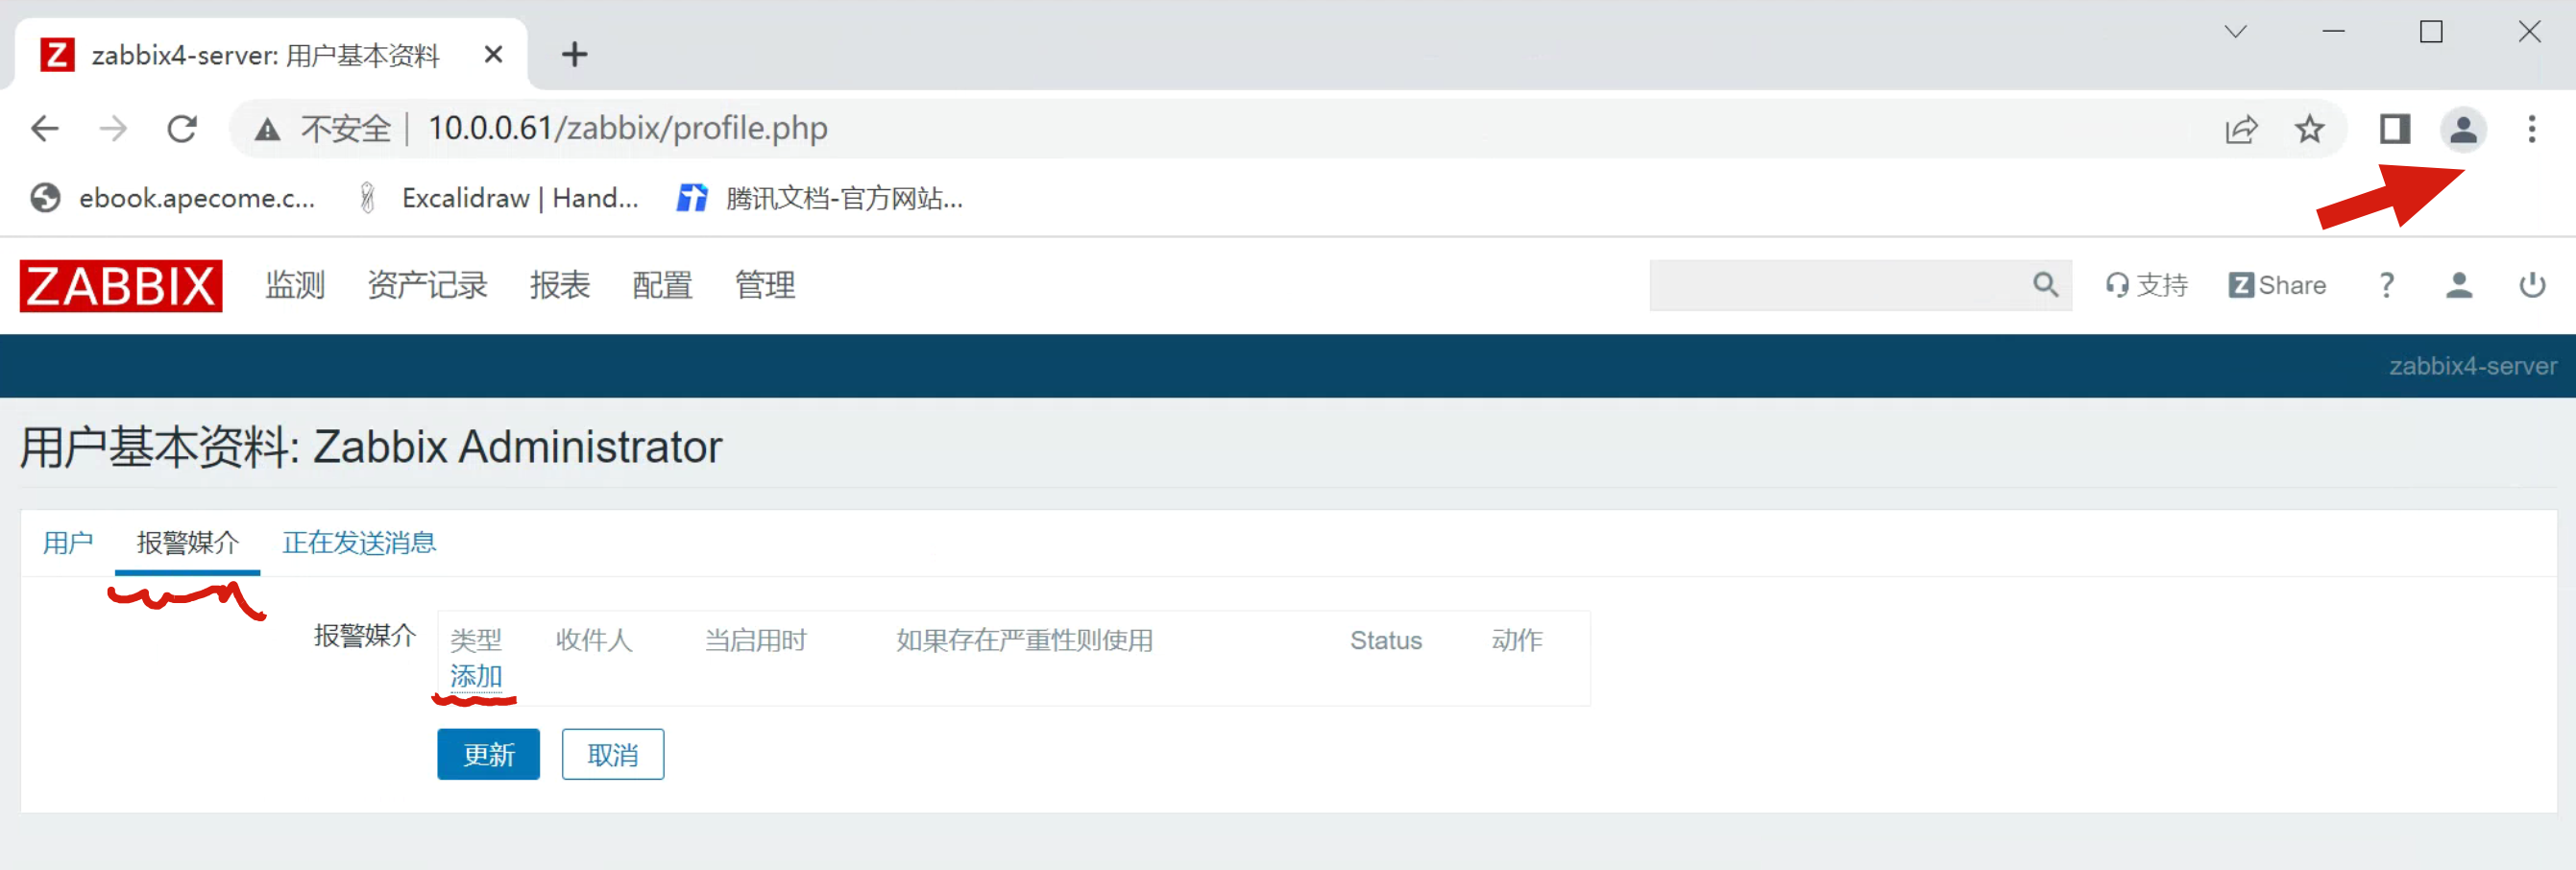 zabbix4-server: 用户基本资料
不安全 | 10.0.0.61/zabbix/profile.php
ebook.apecome.c... Excalidraw | Hand... 腾讯文档-官方网站...
ZABBIX 监测 资产记录 报表 配置 管理 支持 Z Share ?
zabbix4-server
用户基本资料: Zabbix Administrator
用户 报警媒介 正在发送消息
报警媒介 类型 收件人 当启用时 如果存在严重性则使用 Status 动作
添加
更新 取消